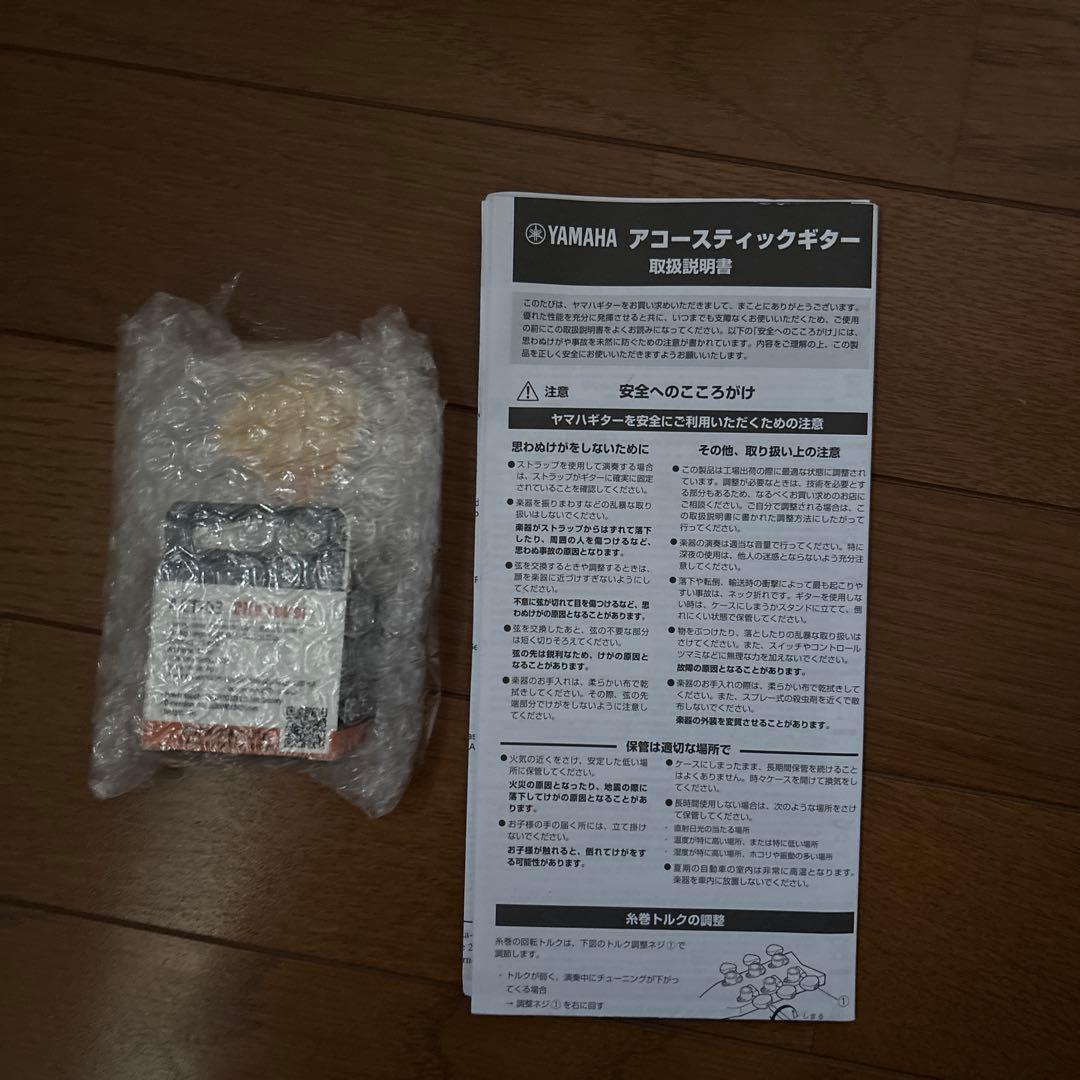 YAMAHA アコースティックギター
取扱説明書
このたびは、ヤマハギターをお買い求めいただきまして、まことにありがとうございます。
優れた性能を充分に発揮させると共に、いつまでも支障なくお使いいただくため、ご使用
の前にこの取扱説明書をよくお読みになってください。以下の「安全へのこころがけ」には、
思わぬけがや事故を未然に防ぐための注意が書かれています。内容をご理解の上、この製
品を正しく安全にお使いいただきますようお願いいたします。
注意 安全へのこころがけ
ヤマハギターを安全にご利用いただくための注意
思わぬけがをしないために
●ストラップを使用して演奏する場合
は、ストラップがギターに確実に固定
されていることを確認してください。
●楽器を振りまわすなどの乱暴な取り
扱いはしないでください。
楽器がストラップからはずれて落下
したり、周囲の人を傷つけるなど、
思わぬ事故の原因となります。
●弦を交換するときや調整するときは、
顔を楽器に近づけすぎないようにし
てください。
不意に弦が切れて目を傷つけるなど、思
わぬけがの原因となることがあります。
●弦を交換したあと、弦の不要な部分
は短く切りそろえてください。
弦の先は鋭利なため、けがの原因と
なることがあります。
●楽器のお手入れは、柔らかい布で乾
拭きしてください。その際、弦の先
端部分でけがをしないように注意し
てください。
その他、取り扱い上の注意
●この製品は工場出荷の際に最適な状態に調整され
ています。調整が必要なときは、技術を必要とす
る部分もあるため、なるべくお買い求めのお店に
ご相談ください。ご自分で調整される場合は、こ
の取扱説明書に書かれた調整方法にしたがって
行ってください。
●楽器の演奏は適当な音量で行ってください。特に
深夜の使用は、他人の迷惑とならないよう充分注
意してください。
●落下や転倒、輸送時の衝撃によって最も起こりや
すい事故は、ネック折れです。ギターを使用しな
い時は、ケースにしまうかスタンドに立てて、倒
れにくい状態で保管してください。
●物をぶつけたり、落としたりの乱暴な取り扱いは
さけてください。また、スイッチやコントロール
ツマミなどに無理な力を加えないでください。
故障の原因となることがあります。
●楽器のお手入れの際は、柔らかい布で乾拭きして
ください。また、スプレー式の殺虫剤を近くで散
布しないでください。
楽器の外装を変質させることがあります。
保管は適切な場所で
●火気の近くをさけ、安定した低い場
所に保管してください。
火災の原因となったり、地震の際に
落下してけがの原因となることがあ
ります。
●お子様の手の届く所には、立て掛け
ないでください。
お子様が触れると、倒れてけがをす
る可能性があります。
●ケースにしまったまま、長期間保管を続けること
はよくありません。時々ケースを開けて換気をし
てください。
●長時間使用しない場合は、次のような場所をさけ
て保管してください。
・ 直射日光の当たる場所
・ 温度が特に高い場所、または特に低い場所
・ 湿度が特に高い場所、ホコリや振動の多い場所
●夏期の自動車の室内は非常に高温となります。
楽器を車内に放置しないでください。
糸巻トルクの調整
糸巻の回転トルクは、下図のトルク調整ネジ①で
調節します。
・ トルクが弱く、演奏中にチューニングが下がっ
てくる場合
→ 調整ネジ①を右に回す
①
しまる